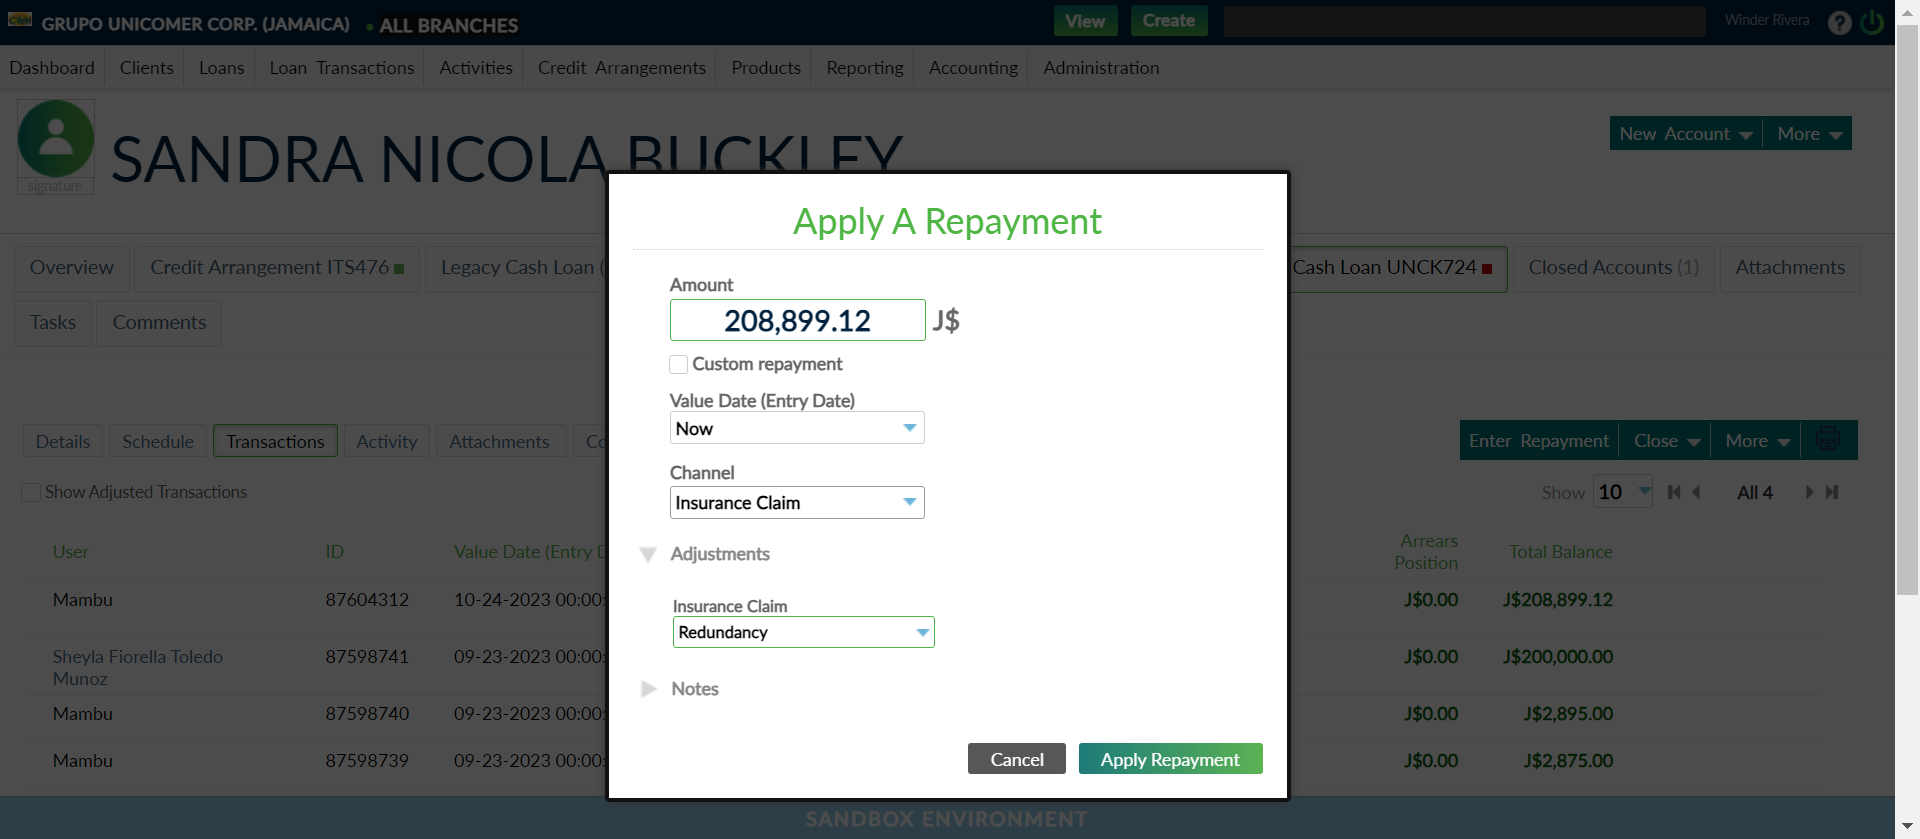 GRUPO UNICOMER CORP. (JAMAICA) • ALL BRANCHES
View Create
Winder Rivera ?
Dashboard Clients Loans Loan Transactions Activities Credit Arrangements Products Reporting Accounting Administration
SANDRA NICOLA BUCKLEY
signature
New Account More
Overview Credit Arrangement ITS476 Legacy Cash Loan ( Cash Loan UNCK724 Closed Accounts (1) Attachments
Tasks Comments
Details Schedule Transactions Activity Attachments Co
Enter Repayment Close More
Show Adjusted Transactions
Show 10 All 4
User ID Value Date (Entry D Arrears Position Total Balance
Mambu 87604312 10-24-2023 00:00: J$0.00 J$208,899.12
Sheyla Fiorella Toledo Munoz 87598741 09-23-2023 00:00: J$0.00 J$200,000.00
Mambu 87598740 09-23-2023 00:00: J$0.00 J$2,895.00
Mambu 87598739 09-23-2023 00:00: J$0.00 J$2,875.00
Apply A Repayment
Amount
208,899.12 J$
Custom repayment
Value Date (Entry Date)
Now
Channel
Insurance Claim
Adjustments
Insurance Claim
Redundancy
Notes
Cancel Apply Repayment
SANDBOX ENVIRONMENT